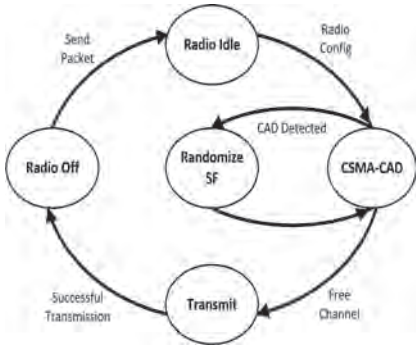 Send
Packet
Radio Idle
Radio
Config
CAD Detected
Radio Off
Randomize
SF
CSMA-CAD
Successful
Transmission
Transmit
Free
Channel